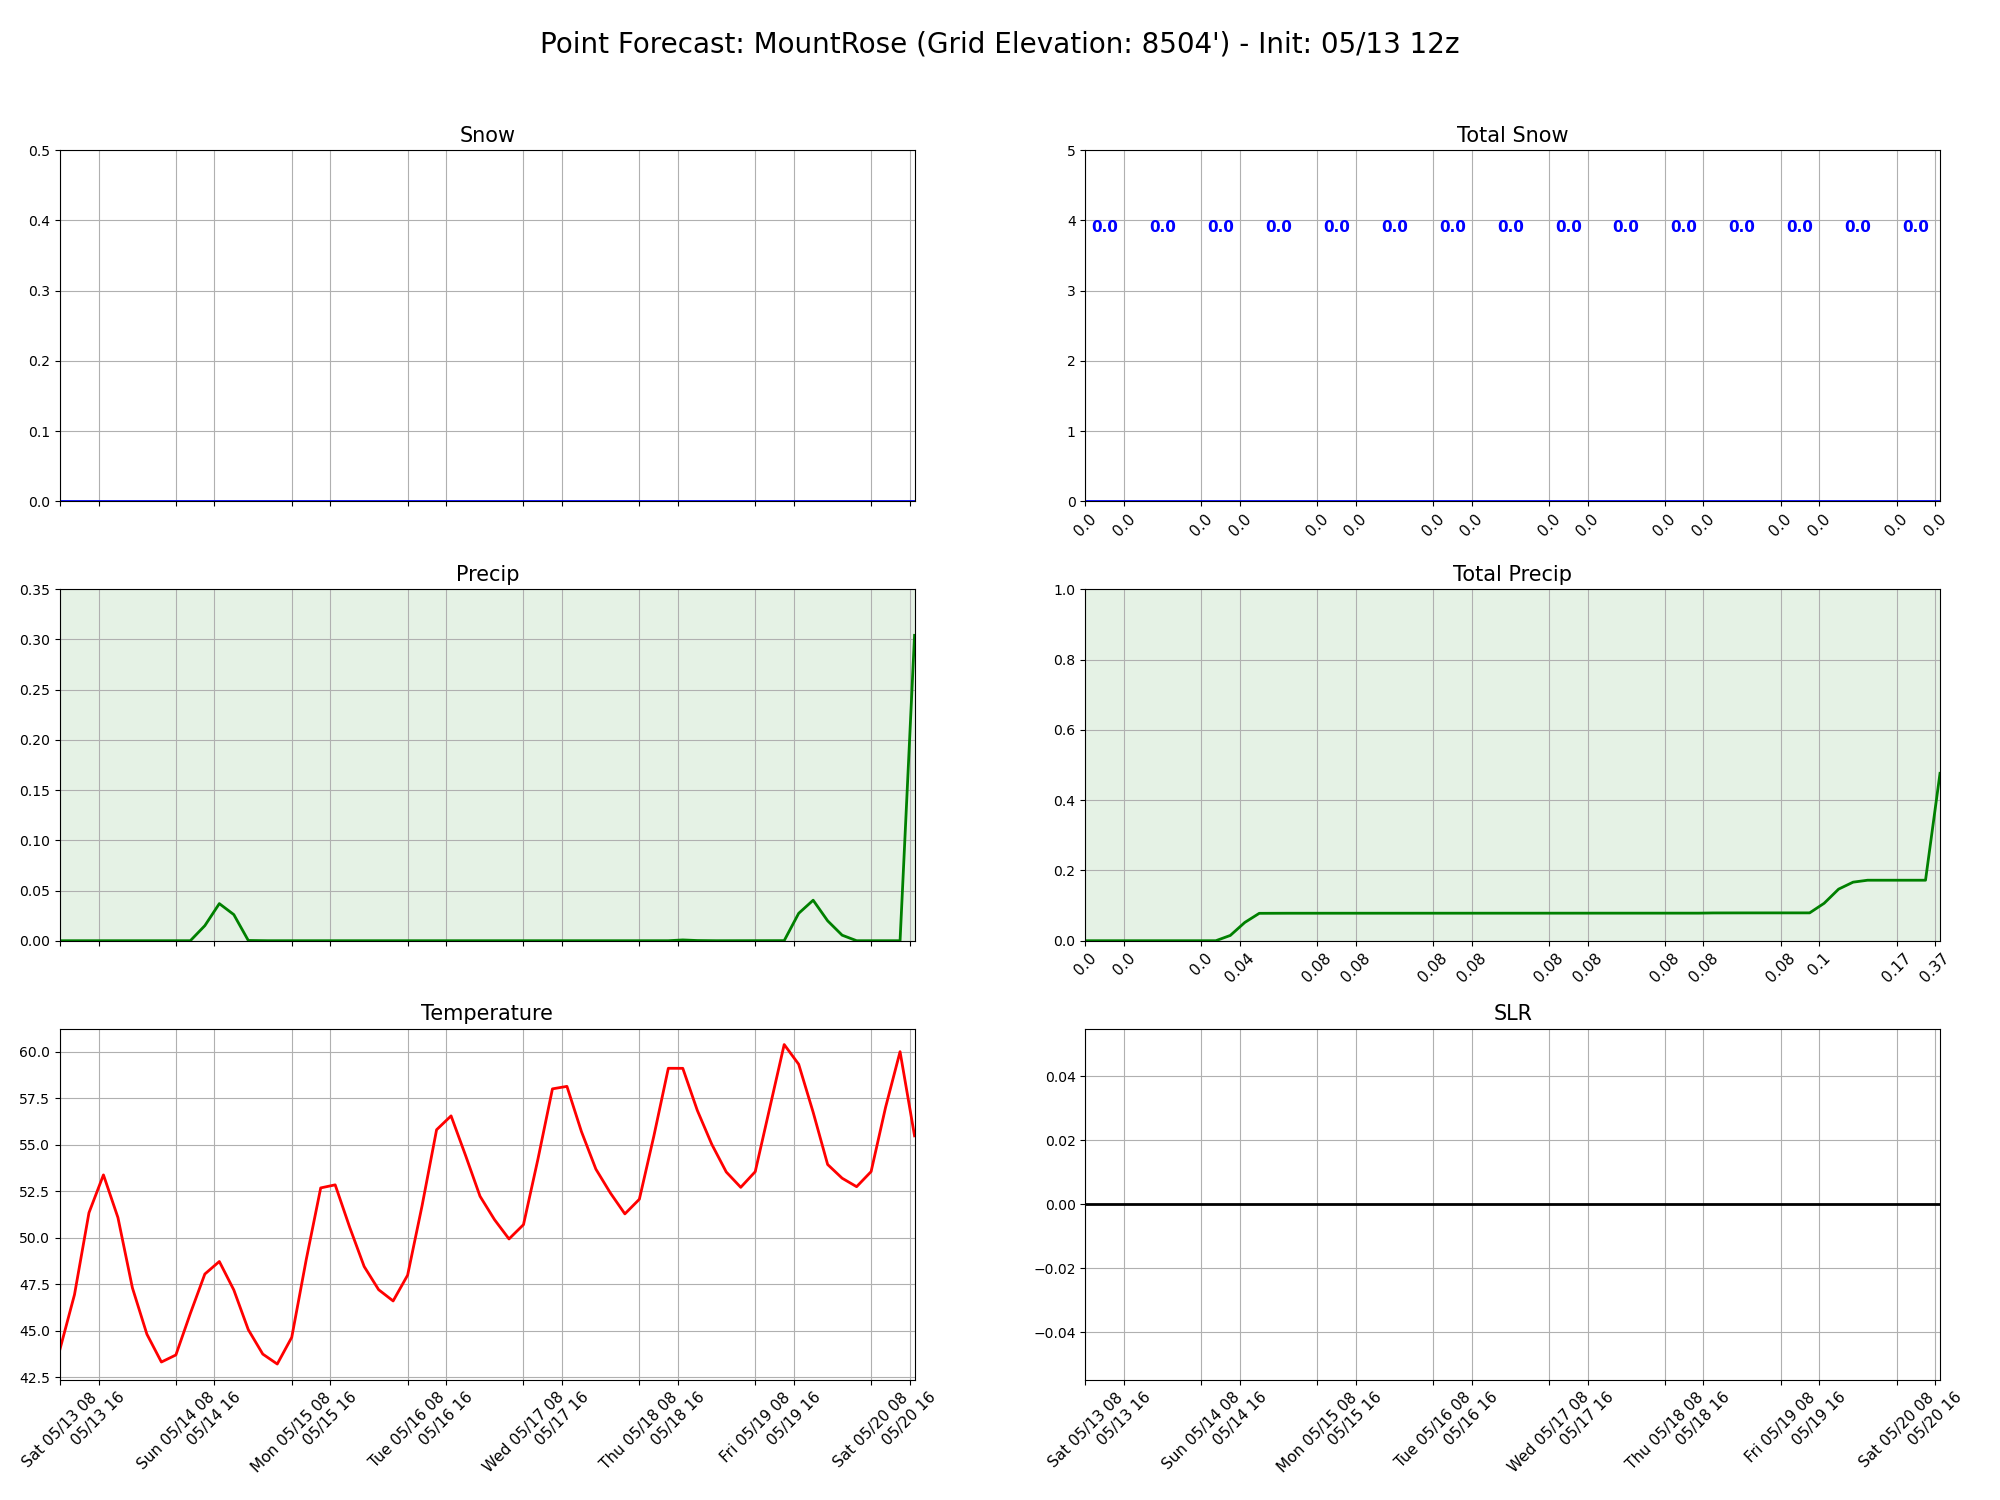 Point Forecast: MountRose (Grid Elevation: 8504') - Init: 05/13 12z
Snow
0.5
0.4
0.3
0.2
0.1
0.0
Total Snow
5
4
3
2
1
0
0.0 0.0 0.0 0.0 0.0 0.0 0.0 0.0 0.0 0.0 0.0 0.0 0.0 0.0 0.0
0.0 0.0 0.0 0.0 0.0 0.0 0.0 0.0 0.0 0.0 0.0 0.0 0.0 0.0 0.0 0.0
Precip
0.35
0.30
0.25
0.20
0.15
0.10
0.05
0.00
Total Precip
1.0
0.8
0.6
0.4
0.2
0.0
0.0 0.0 0.0 0.04 0.08 0.08 0.08 0.08 0.08 0.08 0.08 0.08 0.08 0.1 0.17 0.37
Temperature
60.0
57.5
55.0
52.5
50.0
47.5
45.0
42.5
Sat 05/13 08
05/13 16
Sun 05/14 08
05/14 16
Mon 05/15 08
05/15 16
Tue 05/16 08
05/16 16
Wed 05/17 08
05/17 16
Thu 05/18 08
05/18 16
Fri 05/19 08
05/19 16
Sat 05/20 08
05/20 16
SLR
0.04
0.02
0.00
−0.02
−0.04
Sat 05/13 08
05/13 16
Sun 05/14 08
05/14 16
Mon 05/15 08
05/15 16
Tue 05/16 08
05/16 16
Wed 05/17 08
05/17 16
Thu 05/18 08
05/18 16
Fri 05/19 08
05/19 16
Sat 05/20 08
05/20 16